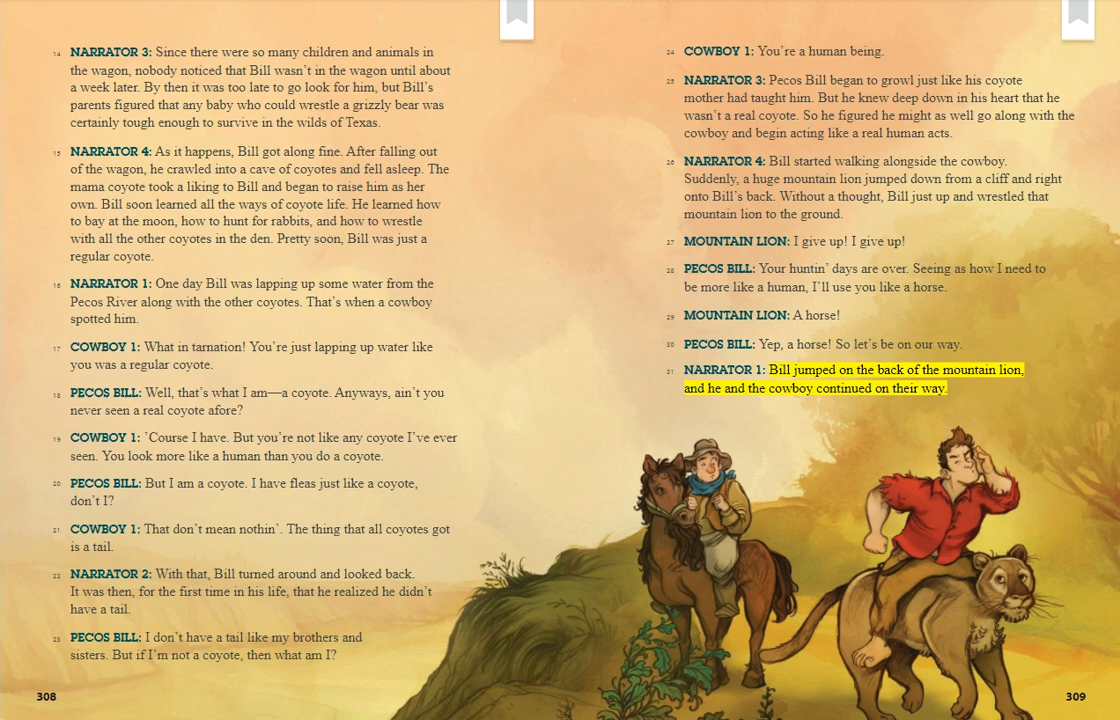 14 NARRATOR 3: Since there were so many children and animals in
the wagon, nobody noticed that Bill wasn't in the wagon until about
a week later. By then it was too late to go look for him, but Bill's
parents figured that any baby who could wrestle a grizzly bear was
certainly tough enough to survive in the wilds of Texas.
15 NARRATOR 4: As it happens, Bill got along fine. After falling out
of the wagon, he crawled into a cave of coyotes and fell asleep. The
mama coyote took a liking to Bill and began to raise him as her
own. Bill soon learned all the ways of coyote life. He learned how
to bay at the moon, how to hunt for rabbits, and how to wrestle
with all the other coyotes in the den. Pretty soon, Bill was just a
regular coyote.
16 NARRATOR 1: One day Bill was lapping up some water from the
Pecos River along with the other coyotes. That's when a cowboy
spotted him.
17 COWBOY 1: What in tarnation! You're just lapping up water like
you was a regular coyote.
18 PECOS BILL: Well, that's what I am—a coyote. Anyways, ain't you
never seen a real coyote afore?
19 COWBOY 1: 'Course I have. But you're not like any coyote I've ever
seen. You look more like a human than you do a coyote.
20 PECOS BILL: But I am a coyote. I have fleas just like a coyote,
don't I?
21 COWBOY 1: That don't mean nothin'. The thing that all coyotes got
is a tail.
22 NARRATOR 2: With that, Bill turned around and looked back.
It was then, for the first time in his life, that he realized he didn't
have a tail.
23 PECOS BILL: I don't have a tail like my brothers and
sisters. But if I'm not a coyote, then what am I?
308
24 COWBOY 1: You're a human being.
25 NARRATOR 3: Pecos Bill began to growl just like his coyote
mother had taught him. But he knew deep down in his heart that he
wasn't a real coyote. So he figured he might as well go along with the
cowboy and begin acting like a real human acts.
26 NARRATOR 4: Bill started walking alongside the cowboy.
Suddenly, a huge mountain lion jumped down from a cliff and right
onto Bill's back. Without a thought, Bill just up and wrestled that
mountain lion to the ground.
27 MOUNTAIN LION: I give up! I give up!
28 PECOS BILL: Your huntin' days are over. Seeing as how I need to
be more like a human, I'll use you like a horse.
29 MOUNTAIN LION: A horse!
30 PECOS BILL: Yep, a horse! So let's be on our way.
31 NARRATOR 1: Bill jumped on the back of the mountain lion,
and he and the cowboy continued on their way.
309